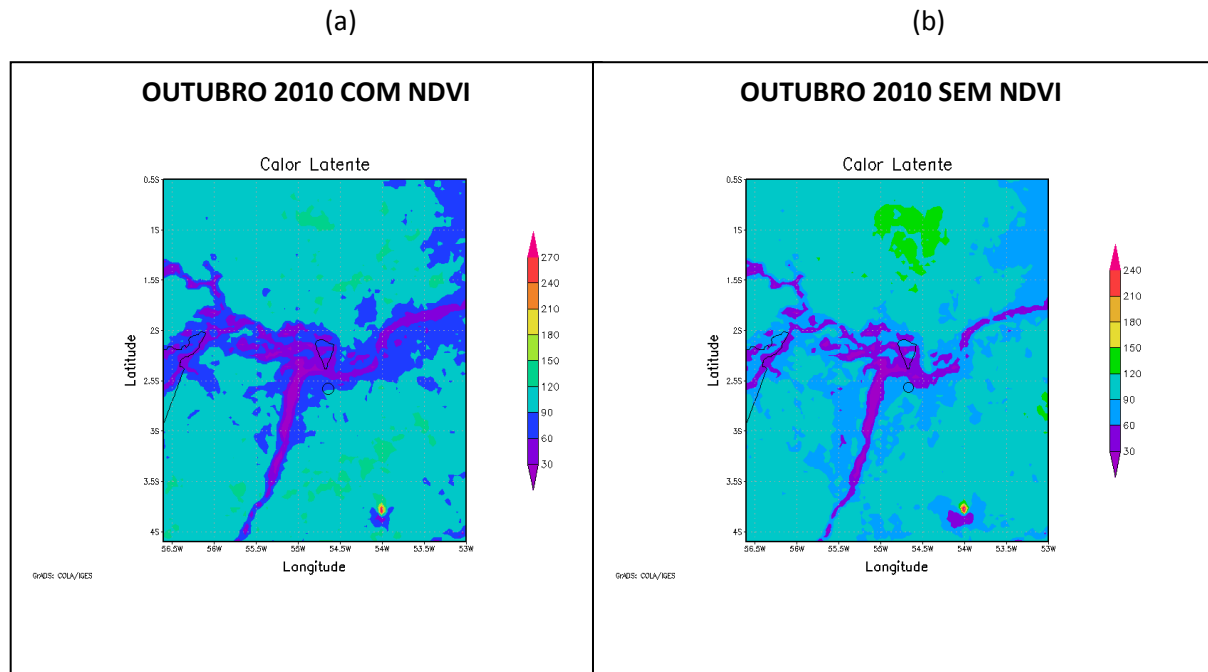 (a)
(b)
OUTUBRO 2010 COM NDVI
OUTUBRO 2010 SEM NDVI
Calor Latente
0.5S
1S
1.5S
2S
2.5S
3S
3.5S
4S
Latitude
56.5W 56W 55.5W 55W 54.5W 54W 53.5W 53W
Longitude
270
240
210
180
150
120
90
60
30
GrADS: COLA/IGES
Calor Latente
0.5S
1S
1.5S
2S
2.5S
3S
3.5S
4S
Latitude
56.5W 56W 55.5W 55W 54.5W 54W 53.5W 53W
Longitude
240
210
180
150
120
90
60
30
GrADS: COLA/IGES